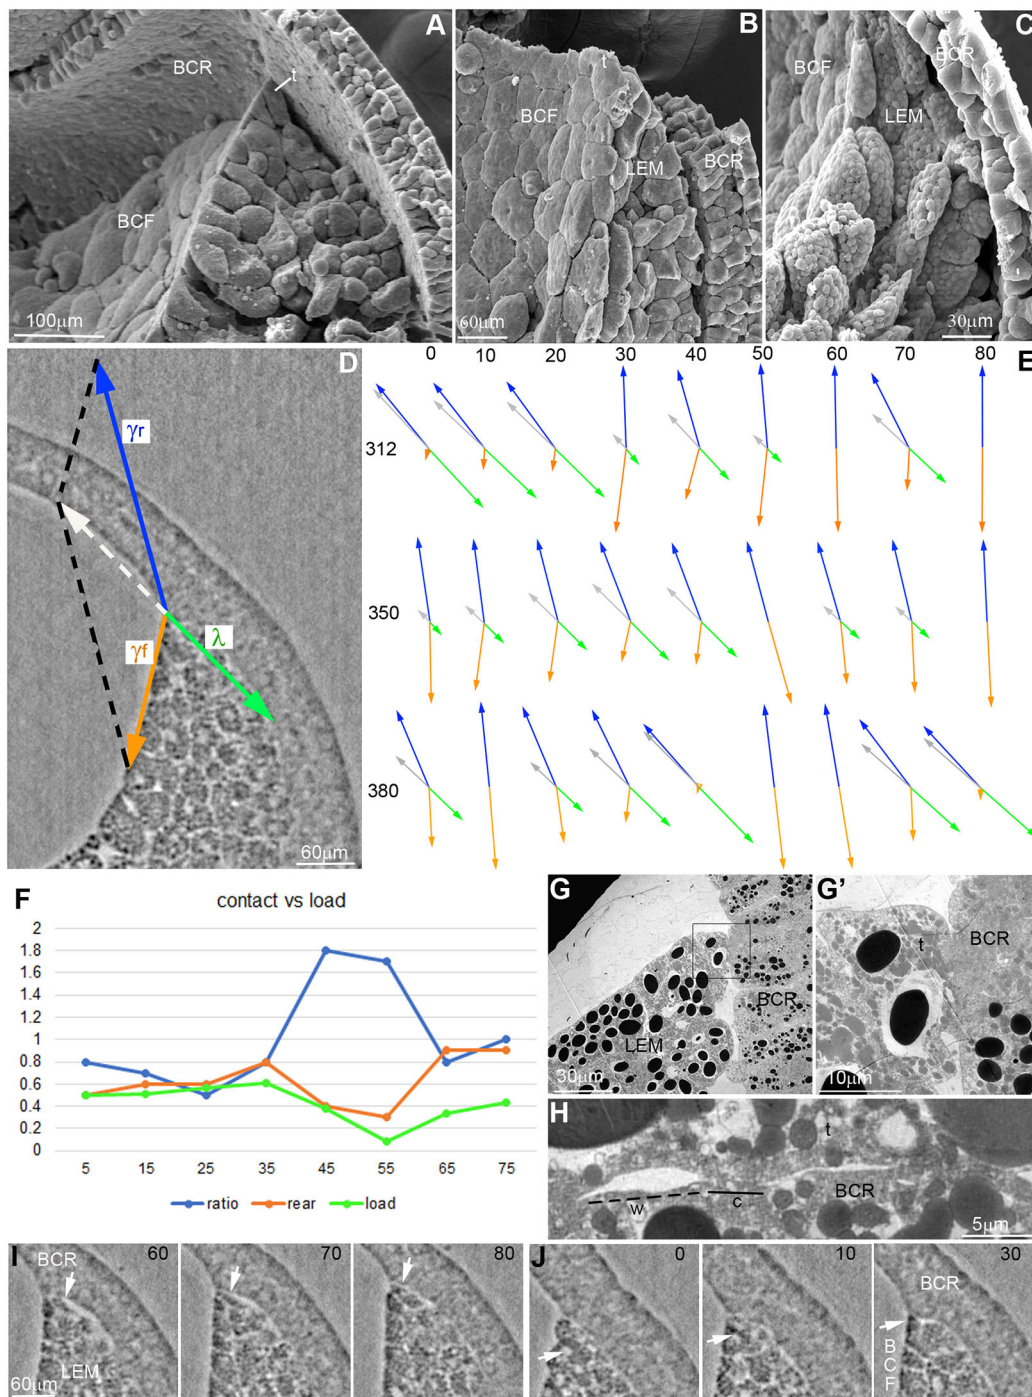 A
BCR
t
BCF
100μm
B
t
BCF
LEM
BCR
60μm
C
BCF
BCR
LEM
30μm
D
γr
γf
λ
60μm
0 10 20 30 40 50 60 70 80 E
312
350
380
F
contact vs load
2
1.8
1.6
1.4
1.2
1
0.8
0.6
0.4
0.2
0
5 15 25 35 45 55 65 75
ratio rear load
G
LEM
BCR
30μm
G'
t
BCR
10μm
H
t
BCR
w
c
5μm
I
BCR
60
LEM
60μm
70
80
J
0
10
30
BCR
B
C
F